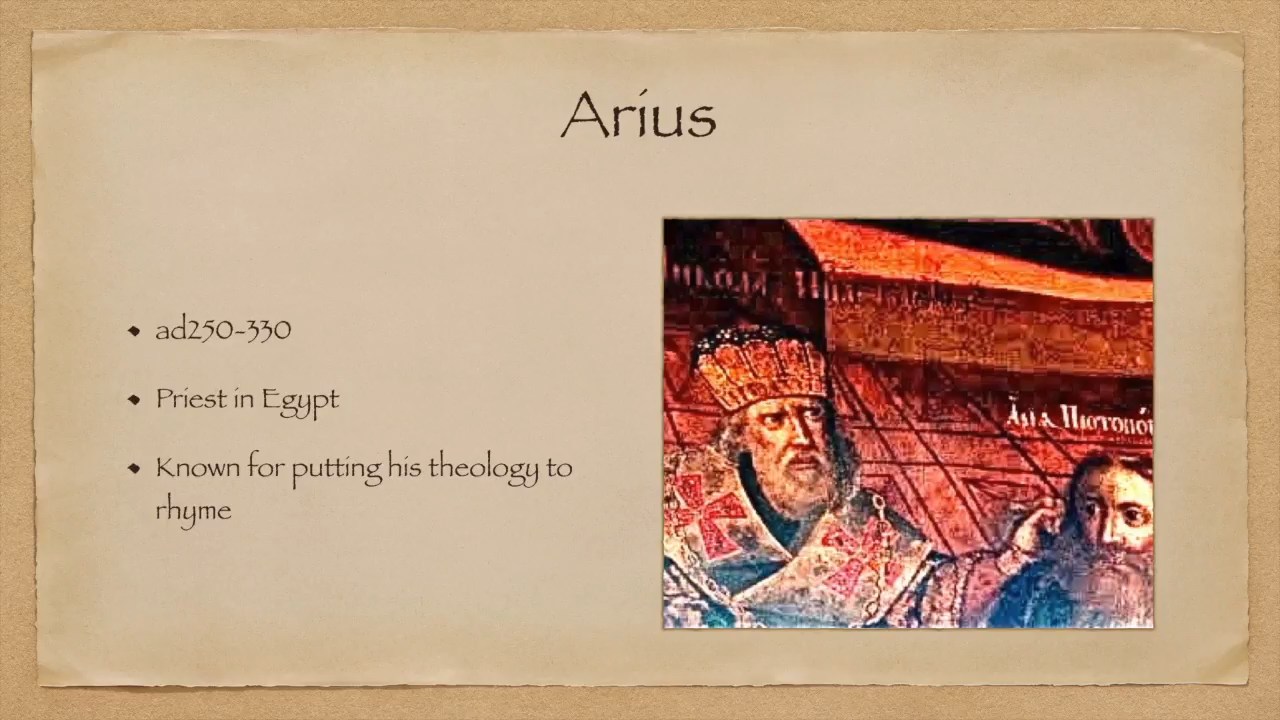 Arius
ad250-330
Priest in Egypt
Known for putting his theology to
rhyme